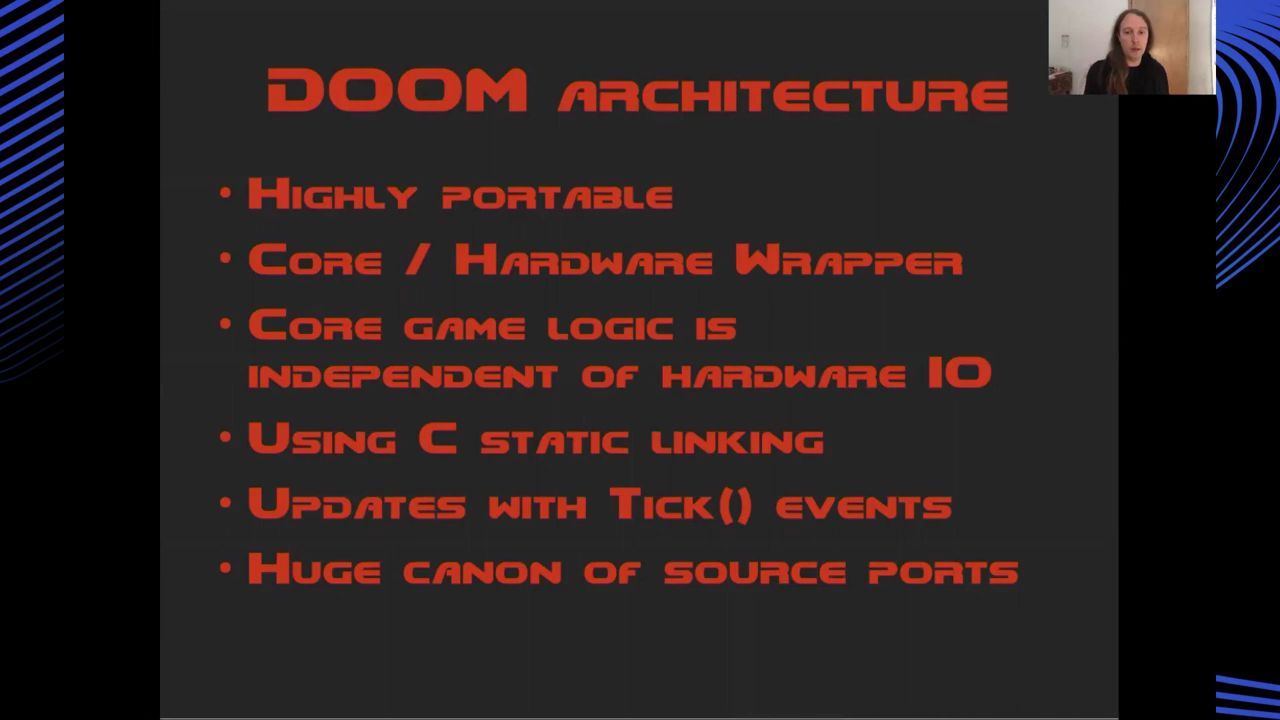 DOOM ARCHITECTURE
• HIGHLY PORTABLE
• CORE / HARDWARE WRAPPER
• CORE GAME LOGIC IS
INDEPENDENT OF HARDWARE IO
• USING C STATIC LINKING
• UPDATES WITH TICK() EVENTS
• HUGE CANON OF SOURCE PORTS